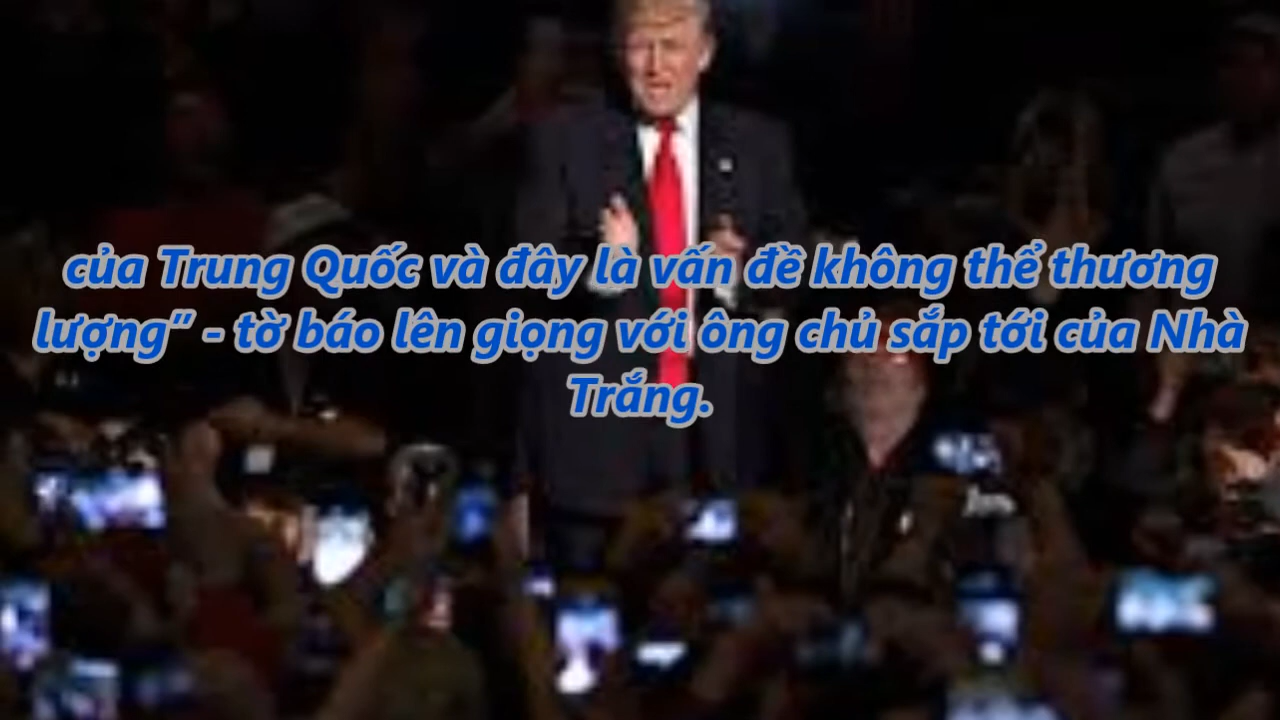 của Trung Quốc và đây là vấn đề không thể thương
lượng” - tờ báo lên giọng với ông chủ sắp tới của Nhà
Trắng.